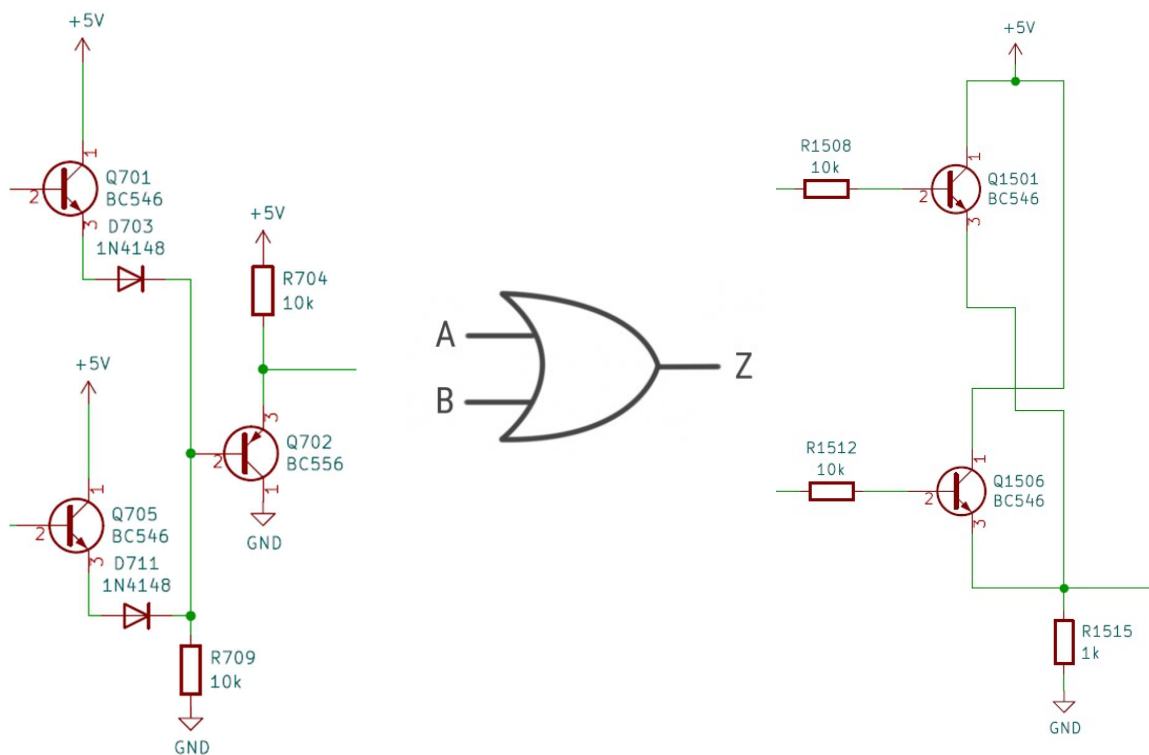 +5V
1
2
Q701
BC546
3
D703
1N4148
+5V
R704
10k
+5V
3
2
Q702
BC556
1
GND
1
2
Q705
BC546
3
D711
1N4148
R709
10k
GND
A
B
Z
+5V
R1508
10k
1
2
Q1501
BC546
3
R1512
10k
1
2
Q1506
BC546
3
R1515
1k
GND